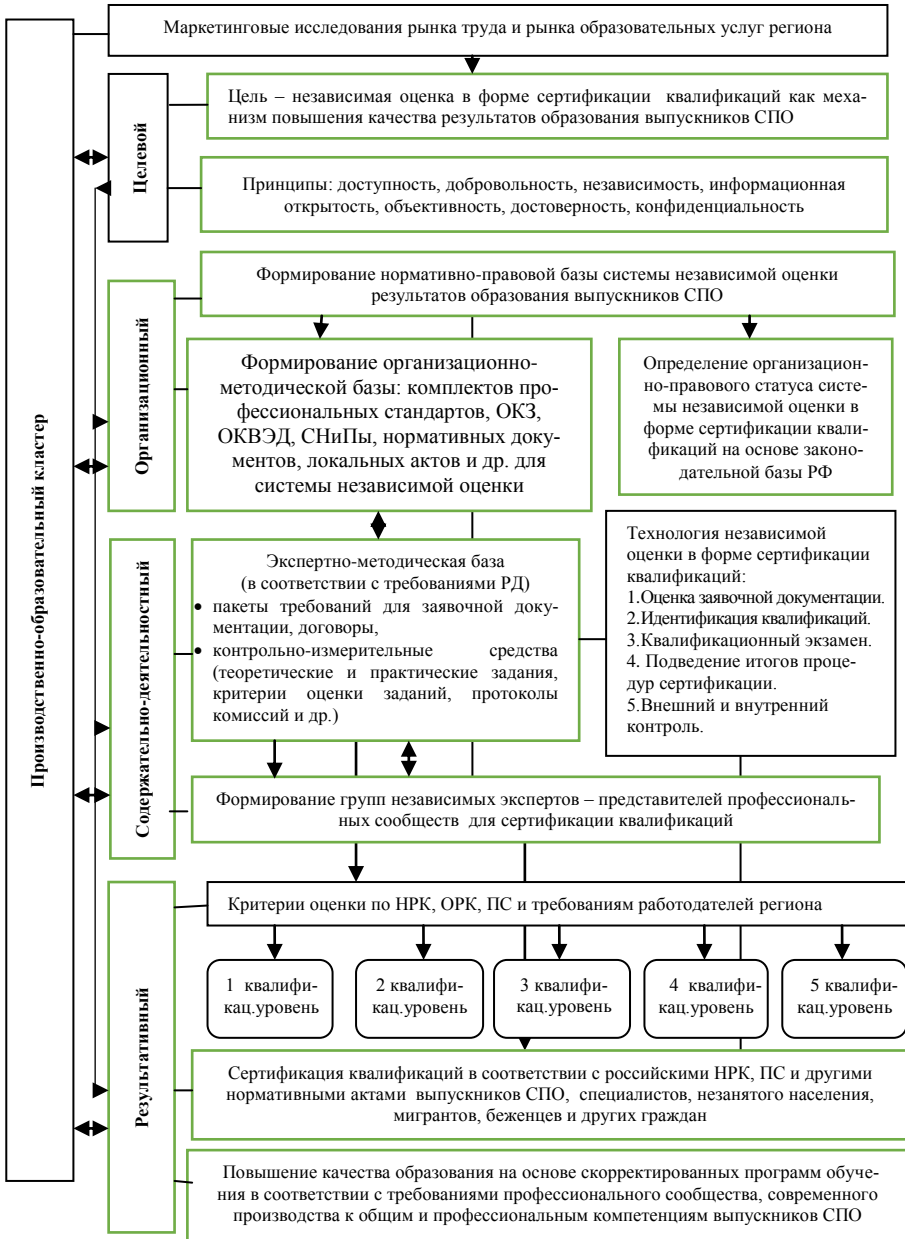 Маркетинговые исследования рынка труда и рынка образовательных услуг региона
Производственно-образовательный кластер
Целевой
Цель – независимая оценка в форме сертификации квалификаций как меха-
низм повышения качества результатов образования выпускников СПО
Принципы: доступность, добровольность, независимость, информационная
открытость, объективность, достоверность, конфиденциальность
Организационный
Формирование нормативно-правовой базы системы независимой оценки
результатов образования выпускников СПО
Формирование организационно-
методической базы: комплектов про-
фессиональных стандартов, ОКЗ,
ОКВЭД, СНиПы, нормативных доку-
ментов, локальных актов и др. для
системы независимой оценки
Определение организацион-
но-правового статуса систе-
мы независимой оценки в
форме сертификации квали-
фикаций на основе законо-
дательной базы РФ
Содержательно-деятельностный
Экспертно-методическая база
(в соответствии с требованиями РД)
• пакеты требований для заявочной доку-
ментации, договоры,
• контрольно-измерительные средства
(теоретические и практические задания,
критерии оценки заданий, протоколы
комиссий и др.)
Технология независимой
оценки в форме сертификации
квалификаций:
1.Оценка заявочной документации.
2.Идентификация квалификаций.
3.Квалификационный экзамен.
4. Подведение итогов проце-
дур сертификации.
5.Внешний и внутренний
контроль.
Формирование групп независимых экспертов – представителей профессиональ-
ных сообществ для сертификации квалификаций
Результативный
Критерии оценки по НРК, ОРК, ПС и требованиям работодателей региона
1 квалифи-
кац.уровень
2 квалифи-
кац.уровень
3 квалифи-
кац.уровень
4 квалифи-
кац.уровень
5 квалифи-
кац.уровень
Сертификация квалификаций в соответствии с российскими НРК, ПС и другими
нормативными актами выпускников СПО, специалистов, незанятого населения,
мигрантов, беженцев и других граждан
Повышение качества образования на основе скорректированных программ обуче-
ния в соответствии с требованиями профессионального сообщества, современного
производства к общим и профессиональным компетенциям выпускников СПО